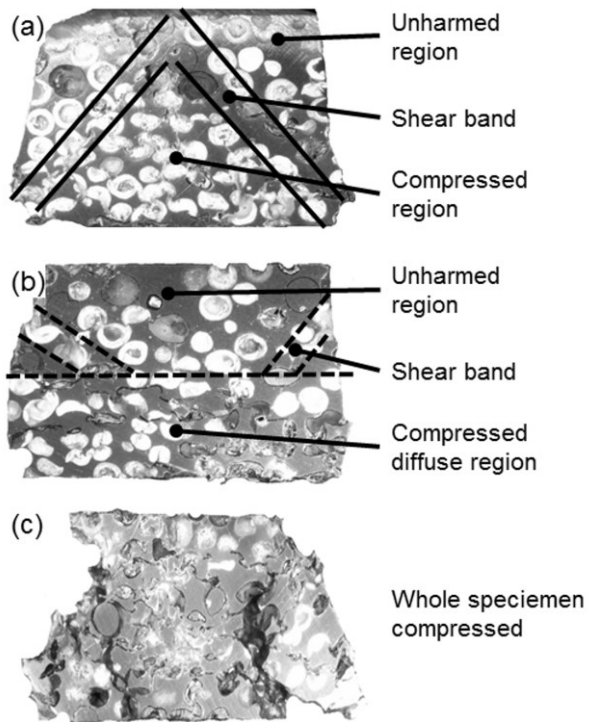 (a)
Unharmed
region
Shear band
Compressed
region
(b)
Unharmed
region
Shear band
Compressed
diffuse region
(c)
Whole speciemen
compressed